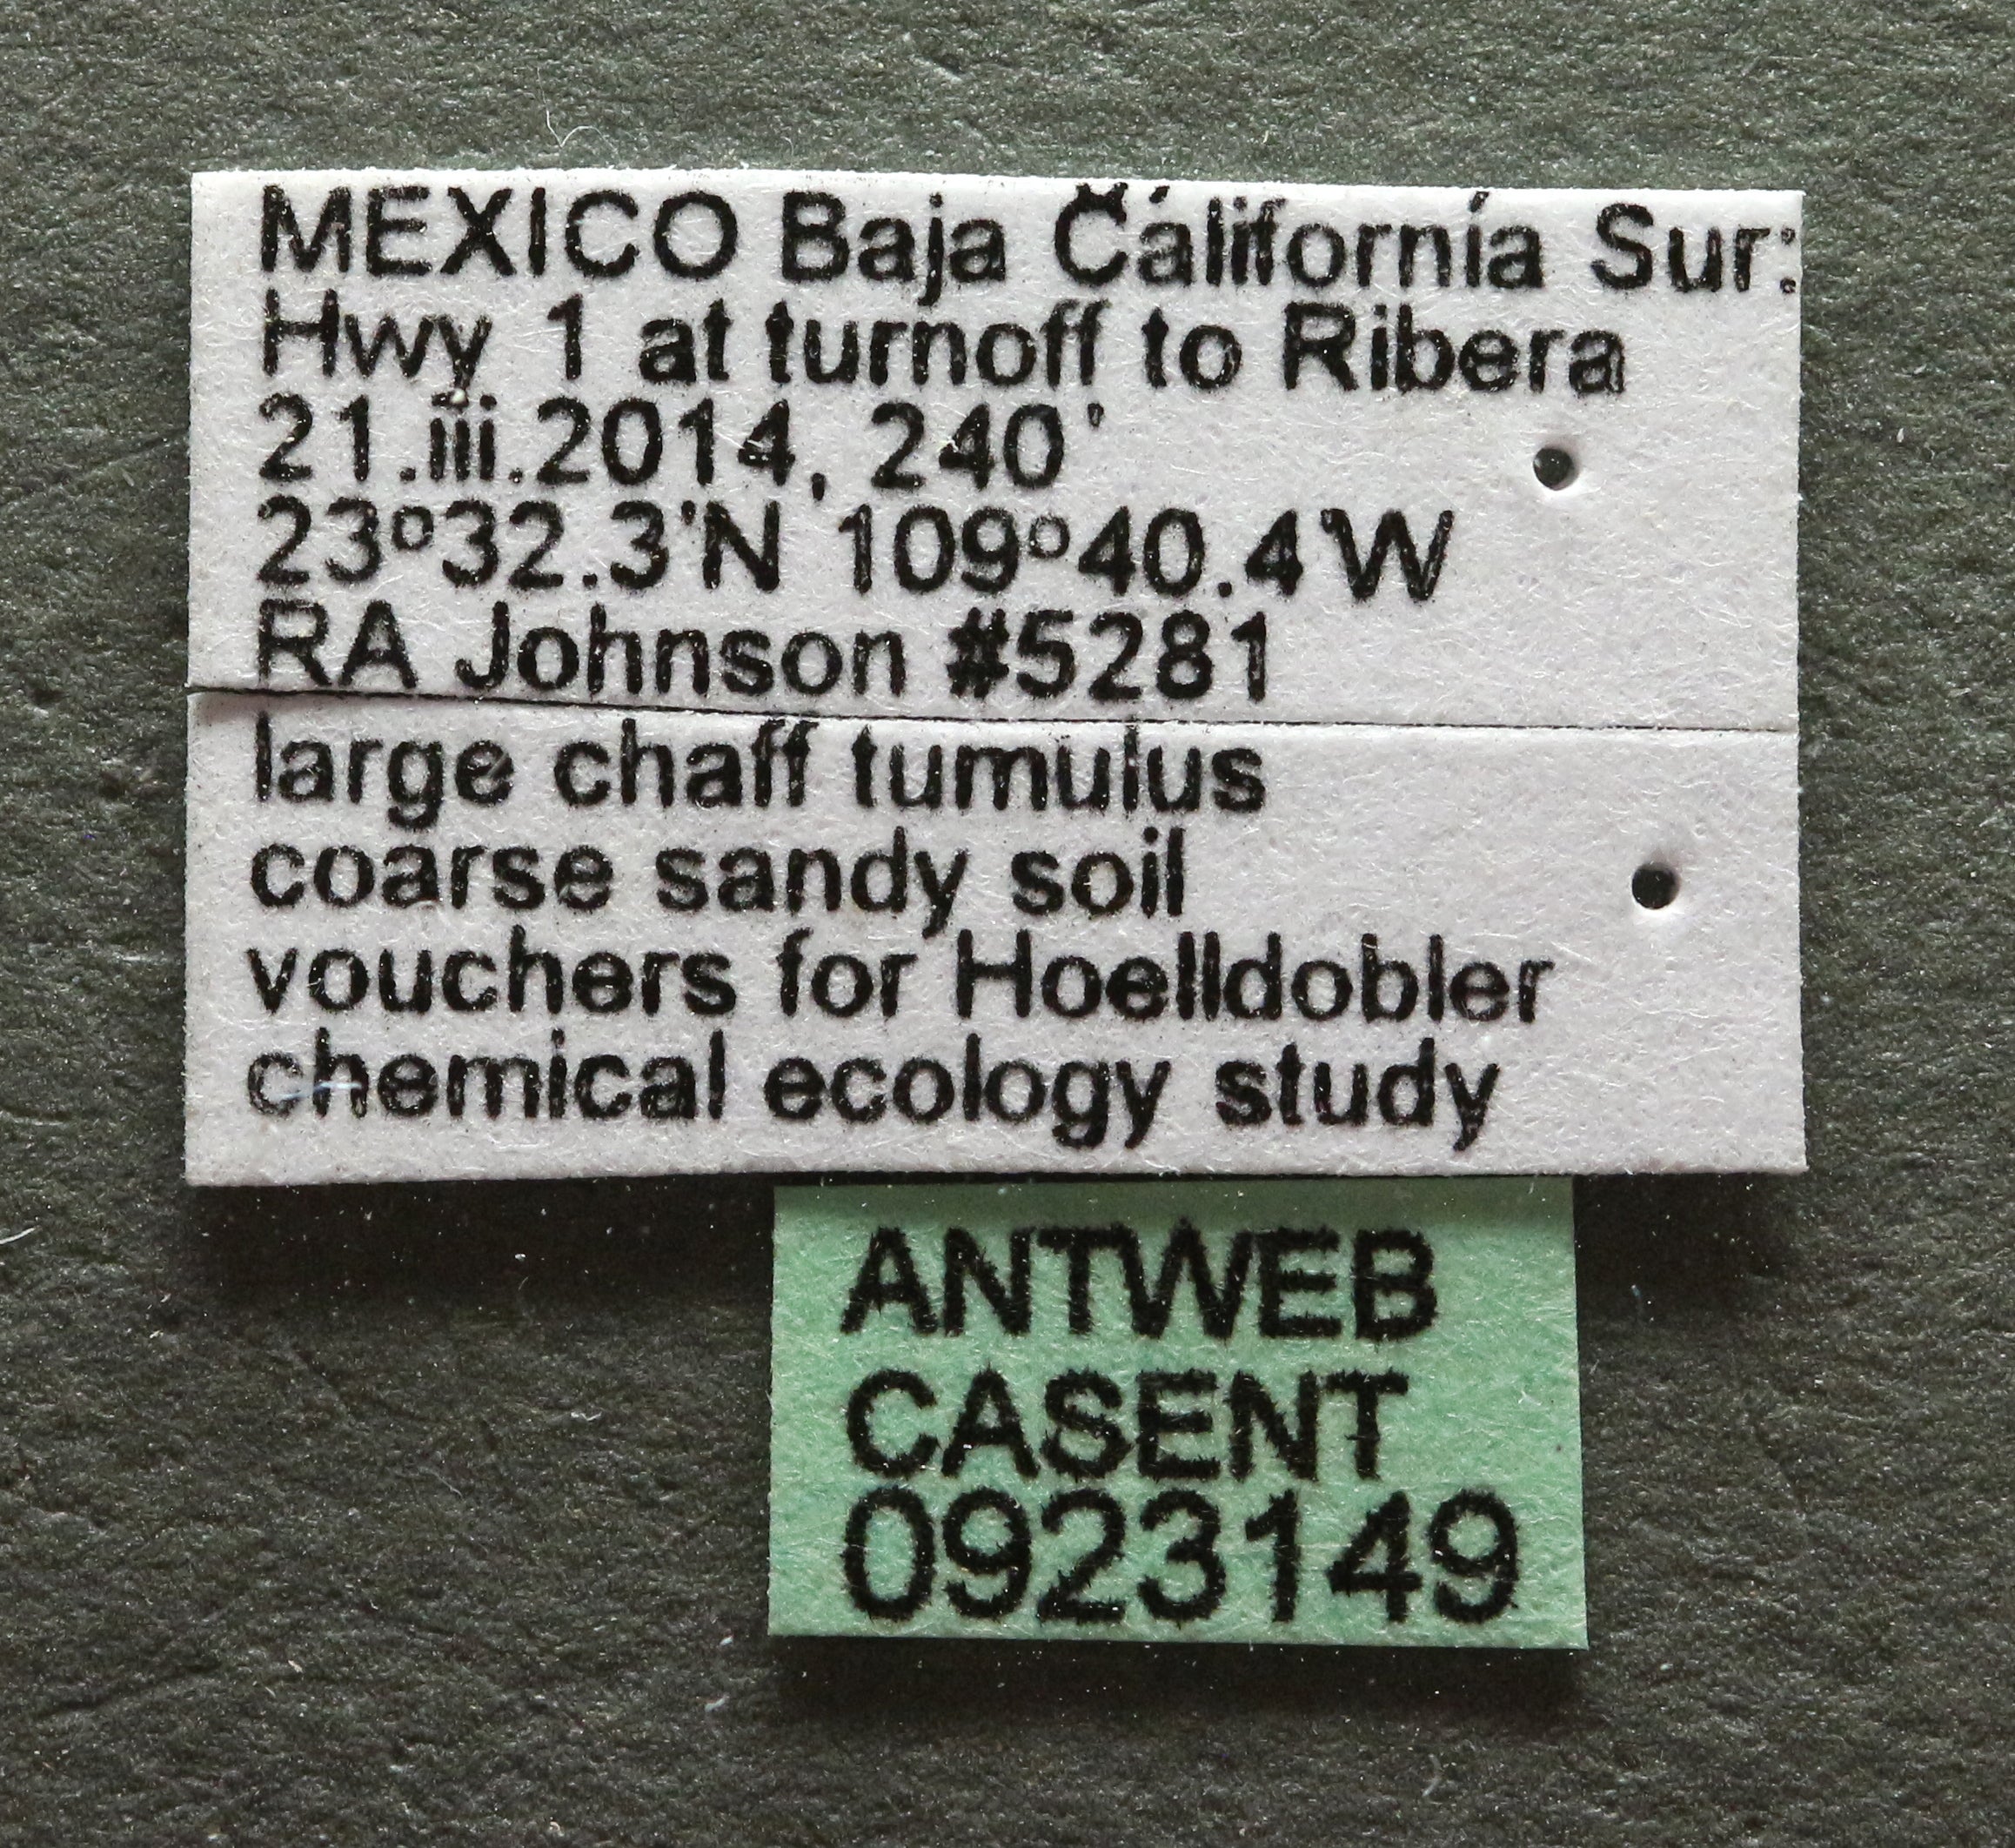 MEXICO Baja California Sur:
Hwy 1 at turnoff to Ribera
21.iii.2014, 240'
23°32.3'N 109°40.4'W
RA Johnson #5281
large chaff tumulus
coarse sandy soil
vouchers for Hoelldobler
chemical ecology study
ANTWEB
CASENT
0923149